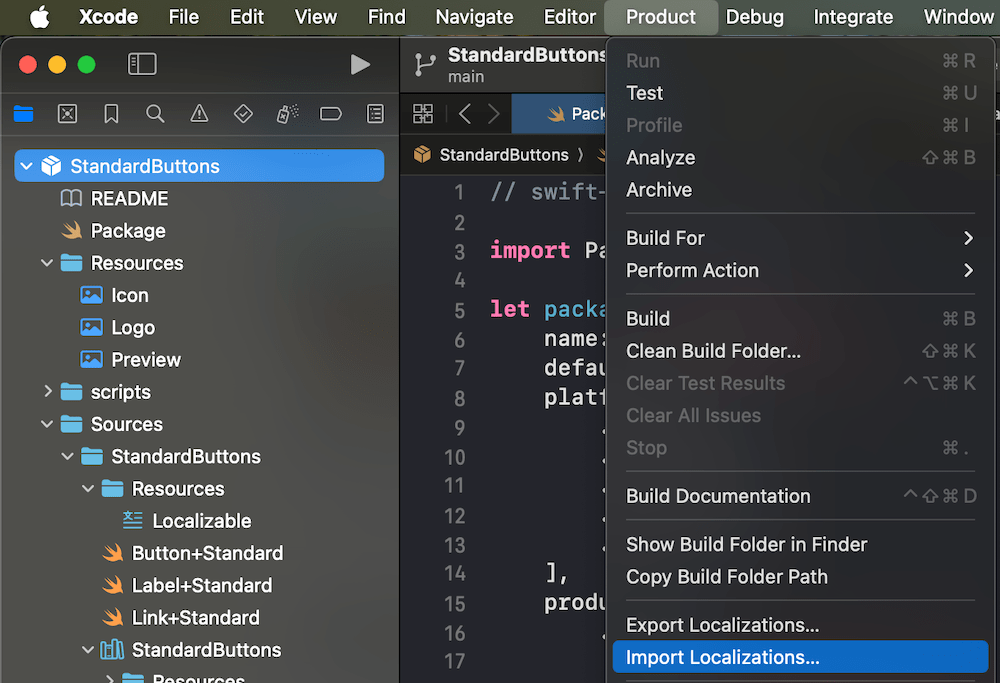 Xcode File Edit View Find Navigate Editor Product Debug Integrate Window
StandardButtons
main
Pack
StandardButtons
StandardButtons
README
Package
Resources
Icon
Logo
Preview
scripts
Sources
StandardButtons
Resources
Localizable
Button+Standard
Label+Standard
Link+Standard
StandardButtons
Resources
1 // swift-
2
3 import Pa
4
5 let packa
6 name:
7 defau
8 platf
9 .
10 .
11 .
12 .
13 .
14 ],
15 produ
16 .
17
Run ⌘ R
Test ⌘ U
Profile ⌘ I
Analyze ⇧ ⌘ B
Archive
Build For
Perform Action
Build ⌘ B
Clean Build Folder... ⇧ ⌘ K
Clear Test Results ^ ⌥ ⌘ K
Clear All Issues
Stop ⌘ .
Build Documentation ^ ⇧ ⌘ D
Show Build Folder in Finder
Copy Build Folder Path
Export Localizations...
Import Localizations...